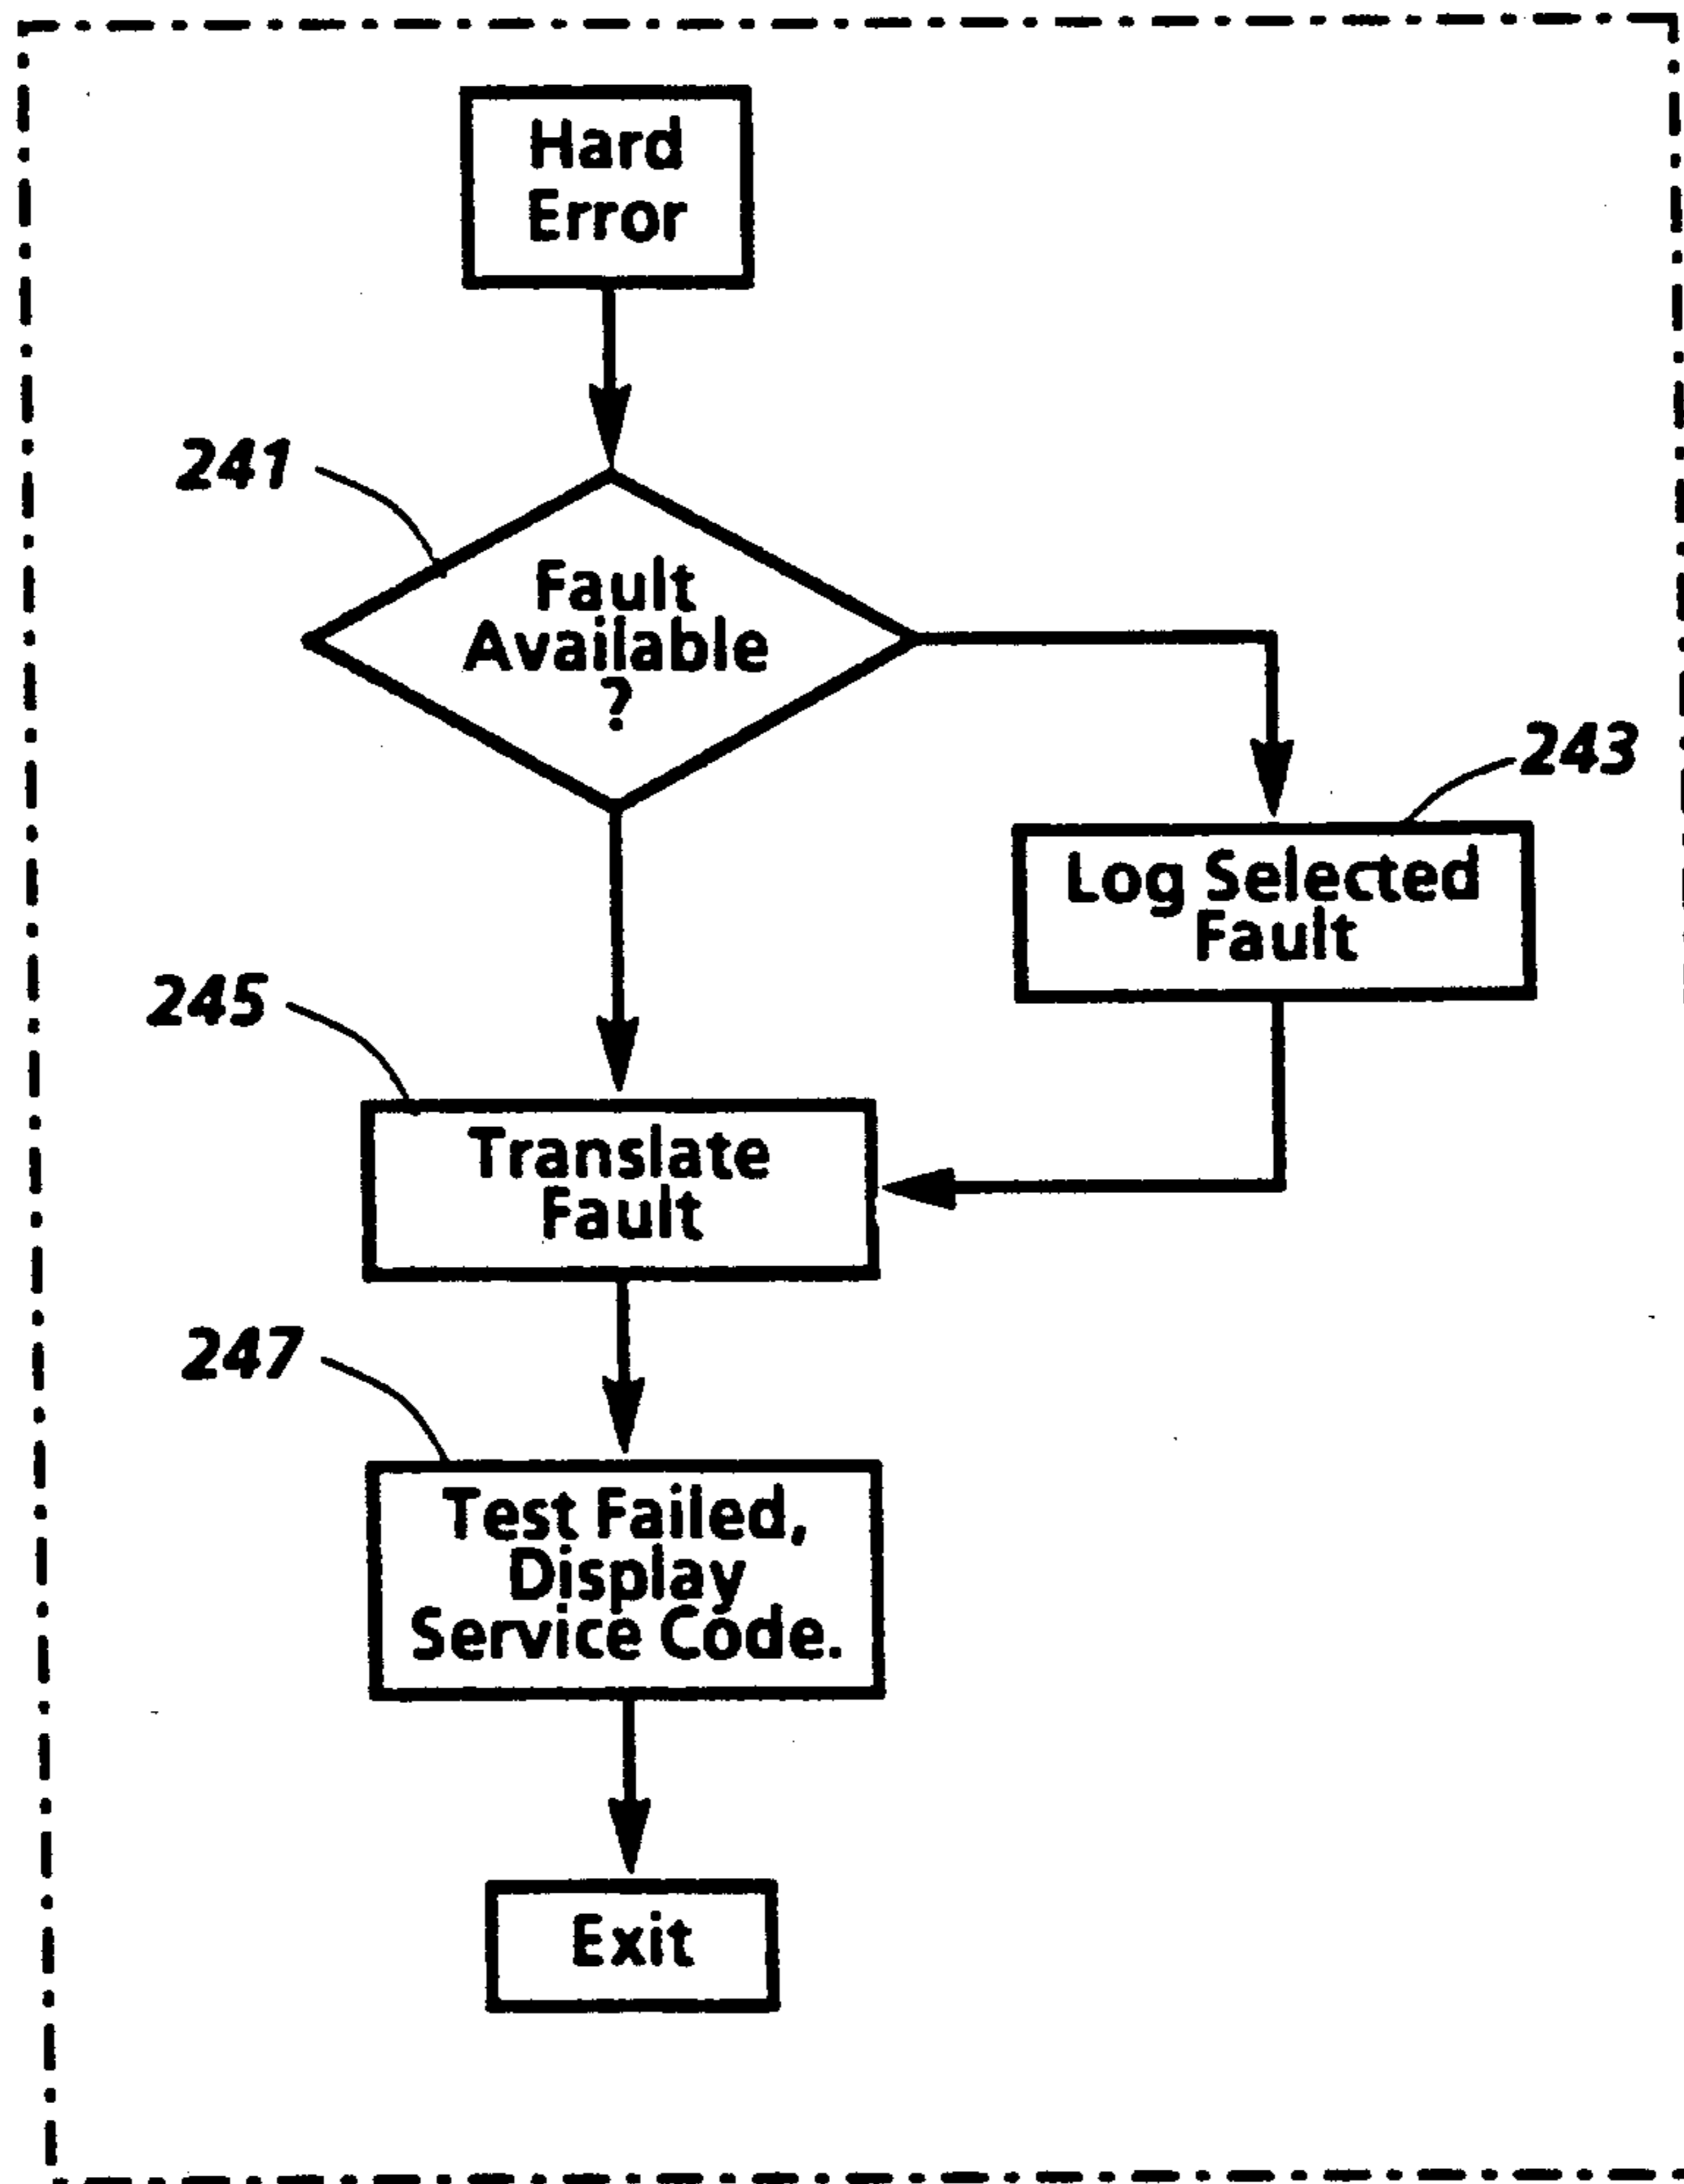 Hard
Error
241
Fault
Available
?
243
Log Selected
Fault
245
Translate
Fault
247
Test Failed,
Display
Service Code.
Exit